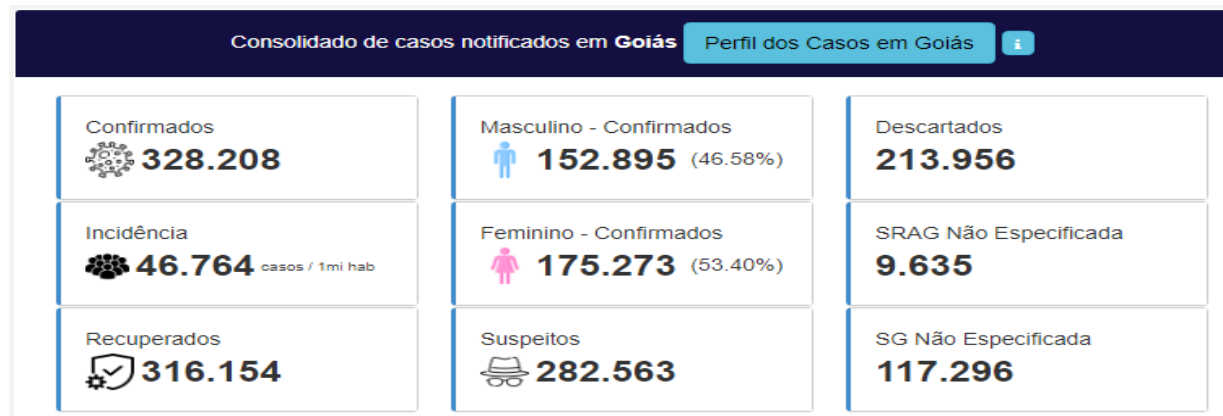 Consolidado de casos notificados em Goiás Perfil dos Casos em Goiás i
Confirmados
328.208
Masculino - Confirmados
152.895 (46.58%)
Descartados
213.956
Incidência
46.764 casos / 1mi hab
Feminino - Confirmados
175.273 (53.40%)
SRAG Não Especificada
9.635
Recuperados
316.154
Suspeitos
282.563
SG Não Especificada
117.296